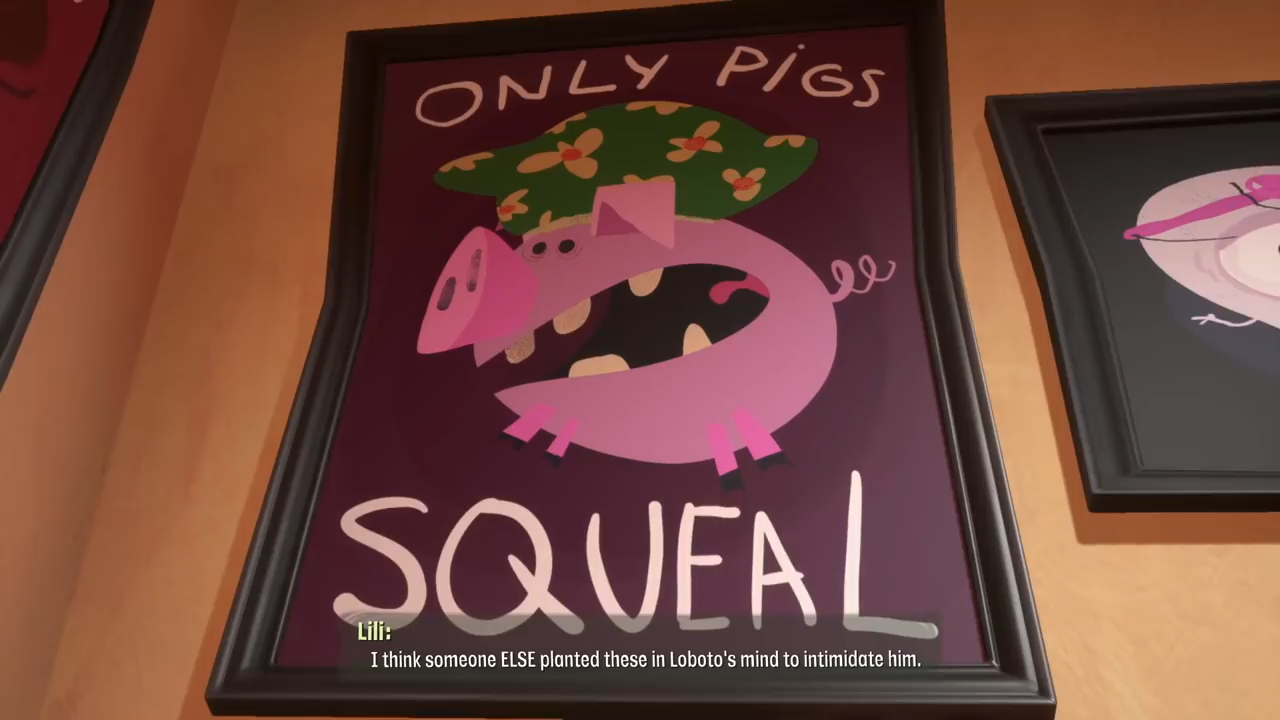 ONLY PiGS
SQUEAL
Lili:
I think someone ELSE planted these in Loboto's mind to intimidate him.